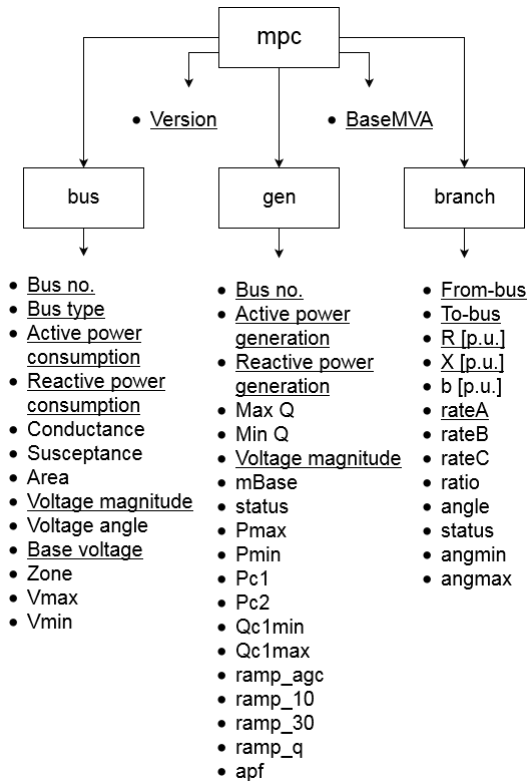 mpc
Version
BaseMVA
bus
gen
branch
Bus no.
Bus type
Active power
consumption
Reactive power
consumption
Conductance
Susceptance
Area
Voltage magnitude
Voltage angle
Base voltage
Zone
Vmax
Vmin
Bus no.
Active power
generation
Reactive power
generation
Max Q
Min Q
Voltage magnitude
mBase
status
Pmax
Pmin
Pc1
Pc2
Qc1min
Qc1max
ramp_agc
ramp_10
ramp_30
ramp_q
apf
From-bus
To-bus
R [p.u.]
X [p.u.]
b [p.u.]
rateA
rateB
rateC
ratio
angle
status
angmin
angmax